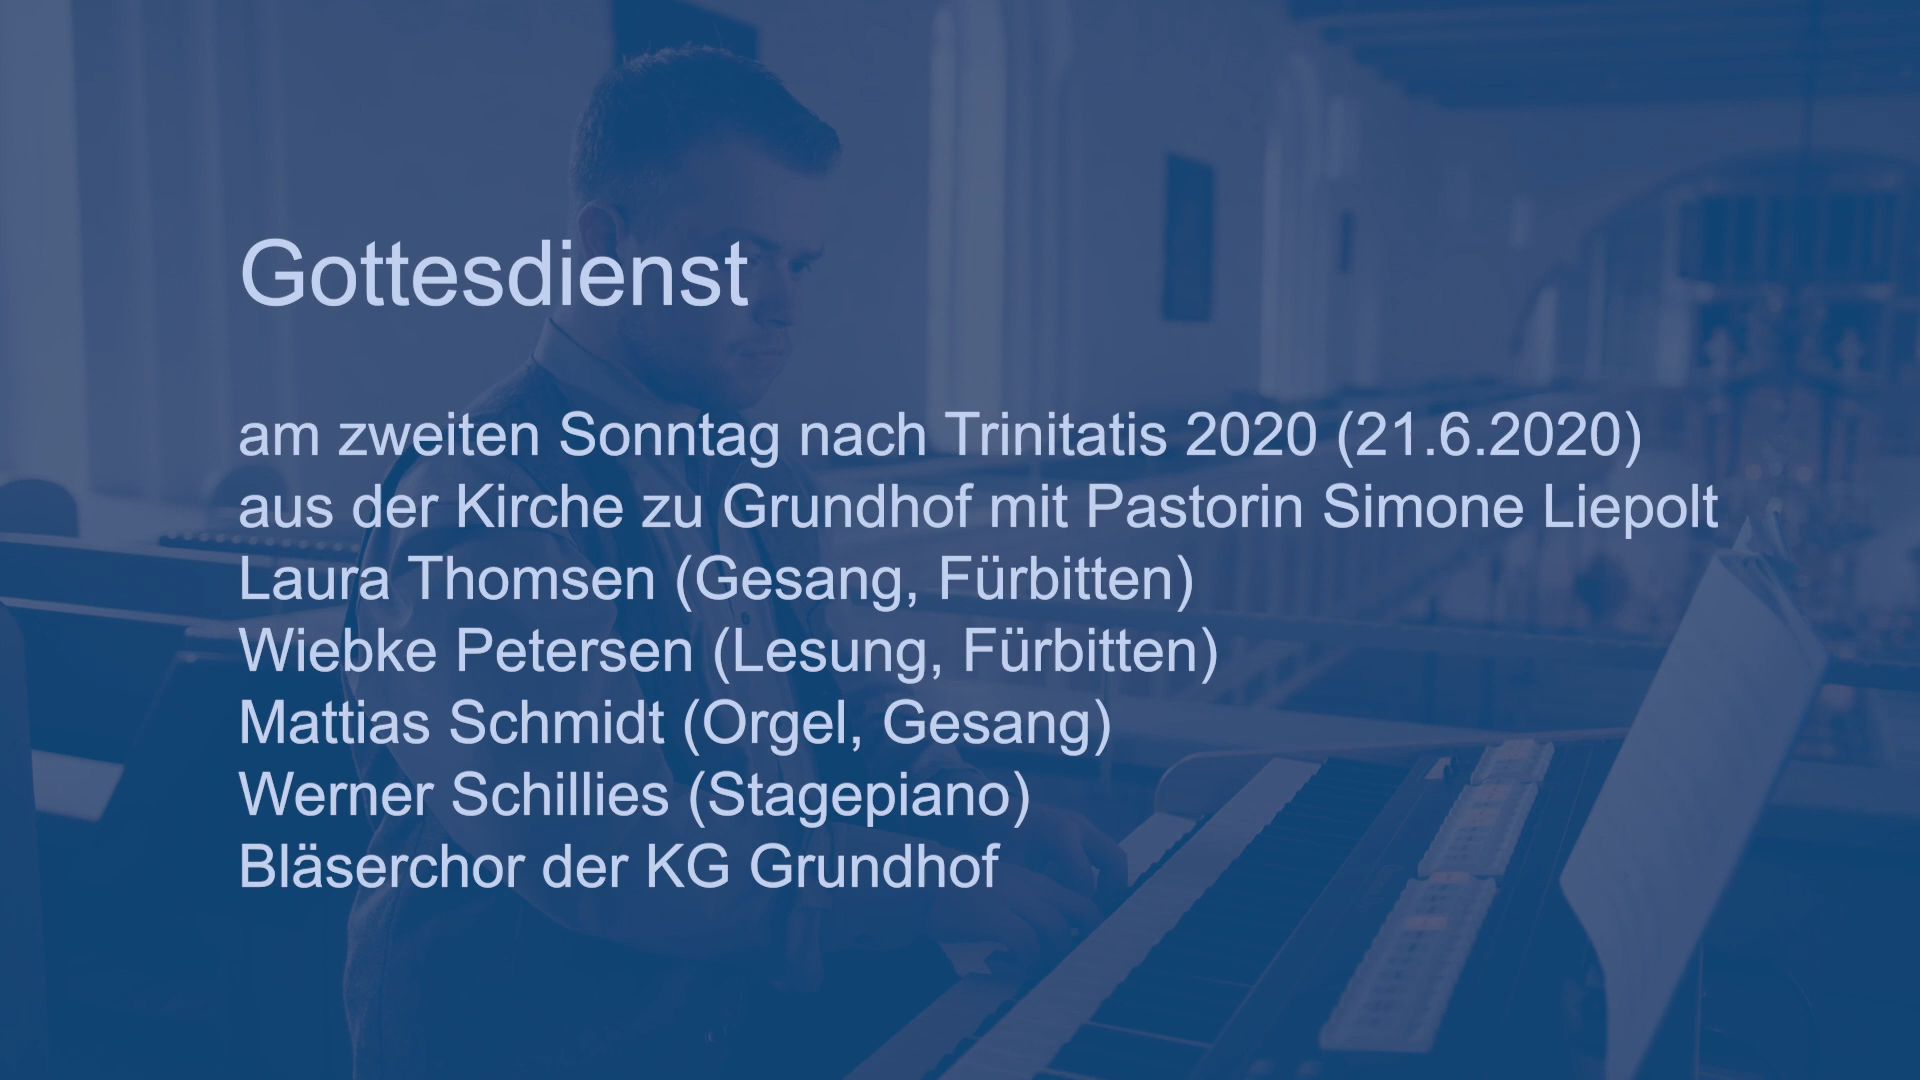 Gottesdienst
am zweiten Sonntag nach Trinitatis 2020 (21.6.2020)
aus der Kirche zu Grundhof mit Pastorin Simone Liepolt
Laura Thomsen (Gesang, Fürbitten)
Wiebke Petersen (Lesung, Fürbitten)
Mattias Schmidt (Orgel, Gesang)
Werner Schillies (Stagepiano)
Bläserchor der KG Grundhof